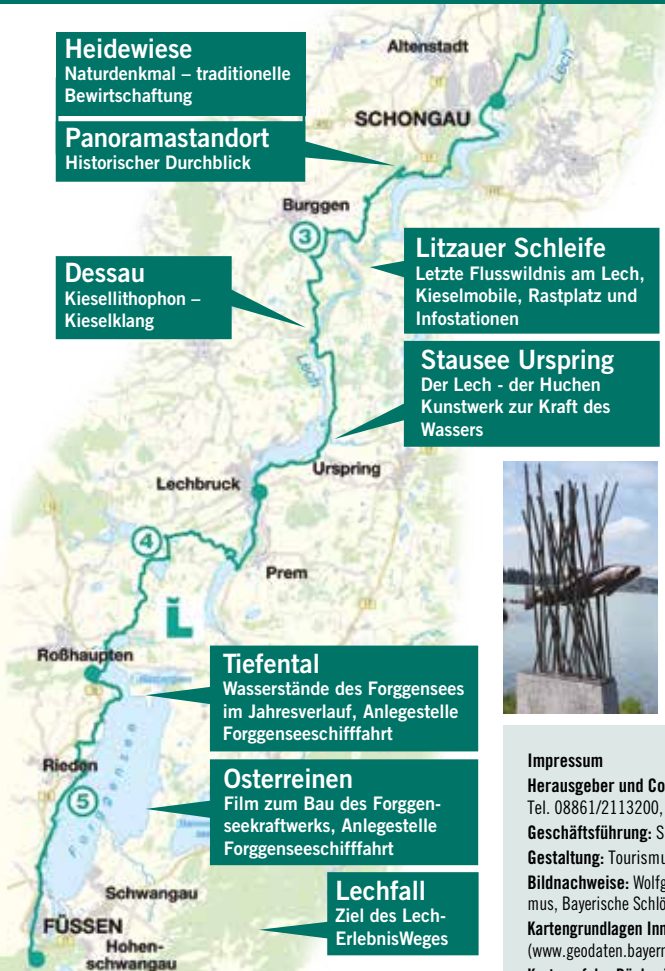 Heidewiese
Naturdenkmal – traditionelle
Bewirtschaftung
Panoramastandort
Historischer Durchblick
Altenstadt
Lech
SCHONGAU
Burggen
3
Litzauer Schleife
Letzte Flusswildnis am Lech,
Kieselmobile, Rastplatz und
Infostationen
Dessau
Kiesellithophon –
Kieselklang
Stausee Urspring
Der Lech - der Huchen
Kunstwerk zur Kraft des
Wassers
Lech
Urspring
Lechbruck
4
Prem
L
Roßhaupten
Tiefental
Wasserstände des Forggensees
im Jahresverlauf, Anlegestelle
Forggenseeschifffahrt
Rieden
5
Forggensee
Osterreinen
Film zum Bau des Forggen-
seekraftwerks, Anlegestelle
Forggenseeschifffahrt
Schwangau
Lechfall
Ziel des Lech-
ErlebnisWeges
FÜSSEN
Hohen-
schwangau
Impressum
Herausgeber und Co
Tel. 08861/2113200,
Geschäftsführung: S
Gestaltung: Tourismu
Bildnachweise: Wolfg
mus, Bayerische Schlö
Kartengrundlagen Inn
(www.geodaten.bayern